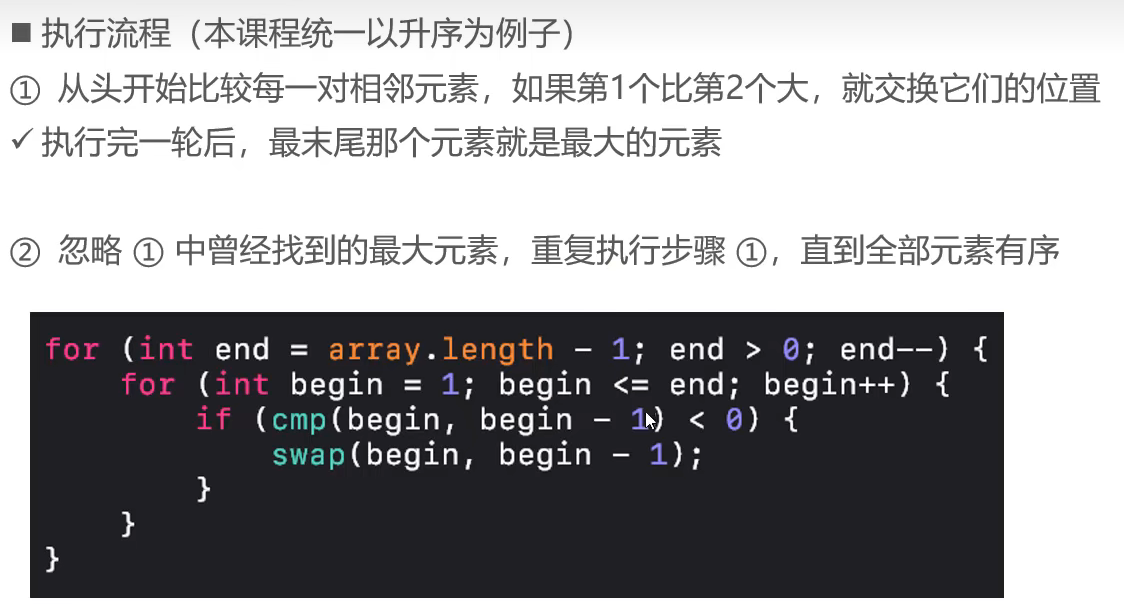 ■ 执行流程（本课程统一以升序为例子）
① 从头开始比较每一对相邻元素，如果第1个比第2个大，就交换它们的位置
✓ 执行完一轮后，最末尾那个元素就是最大的元素
② 忽略 ① 中曾经找到的最大元素，重复执行步骤 ①，直到全部元素有序
for (int end = array.length - 1; end > 0; end--) {
    for (int begin = 1; begin <= end; begin++) {
        if (cmp(begin, begin - 1) < 0) {
            swap(begin, begin - 1);
        }
    }
}